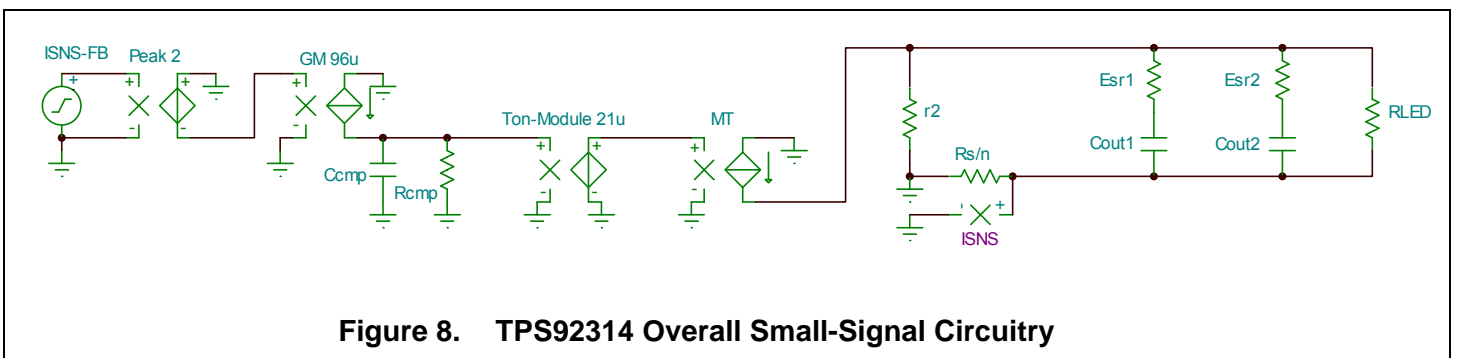 ISNS-FB
Peak 2
GM 96u
Ccmp
Rcmp
Ton-Module 21u
MT
r2
Rs/n
ISNS
Esr1
Cout1
Esr2
Cout2
RLED
Figure 8. TPS92314 Overall Small-Signal Circuitry